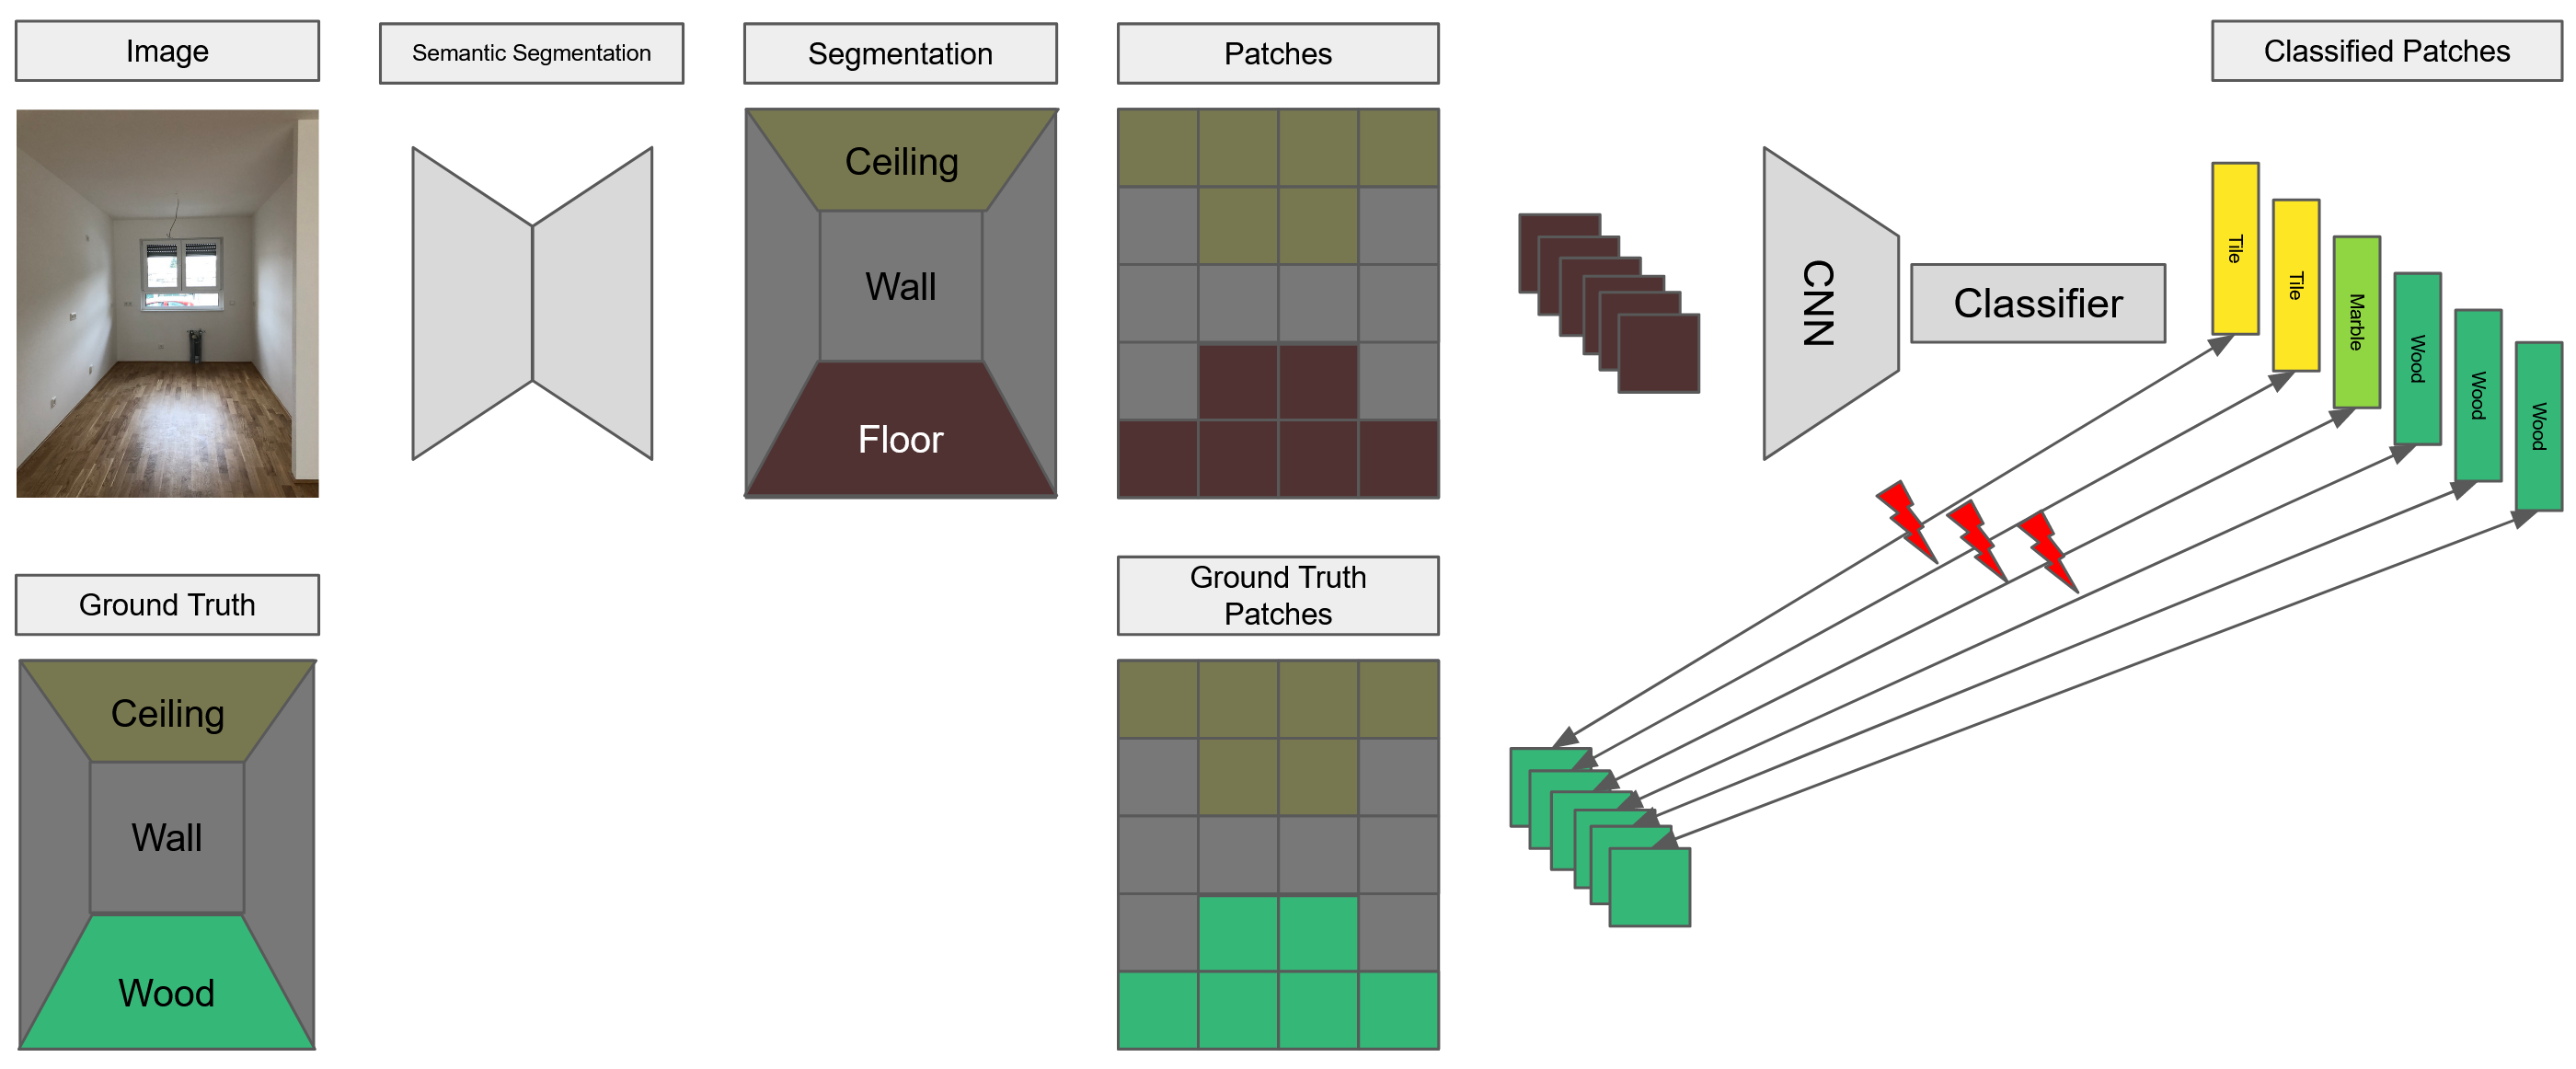 Image
Semantic Segmentation
Segmentation
Patches
Classified Patches
Ceiling
Wall
Floor
CNN
Classifier
Tile
Tile
Marble
Wood
Wood
Wood
Ground Truth
Ground Truth
Patches
Ceiling
Wall
Wood